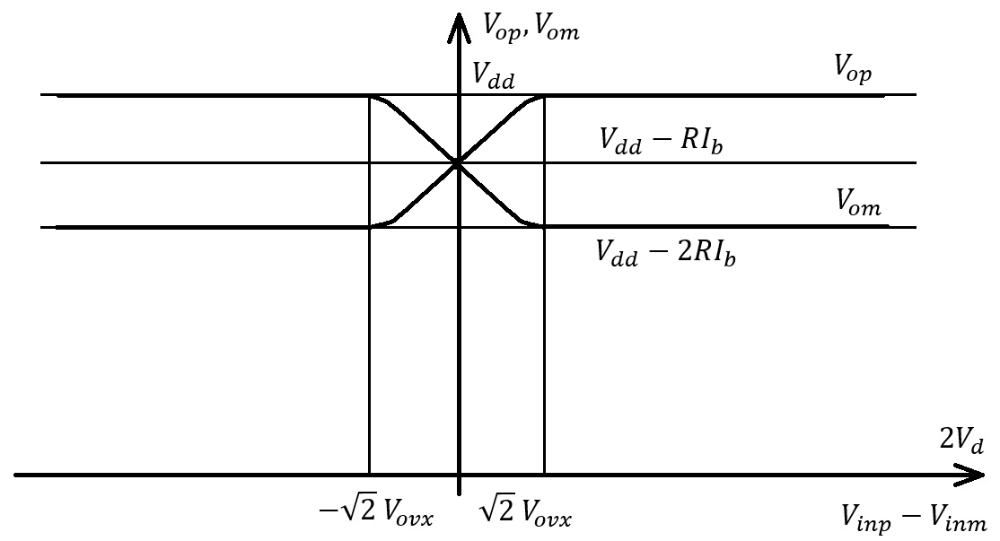 V_op, V_om
V_dd
V_op
V_dd − RI_b
V_om
V_dd − 2RI_b
2V_d
−√2 V_ovx
√2 V_ovx
V_inp − V_inm